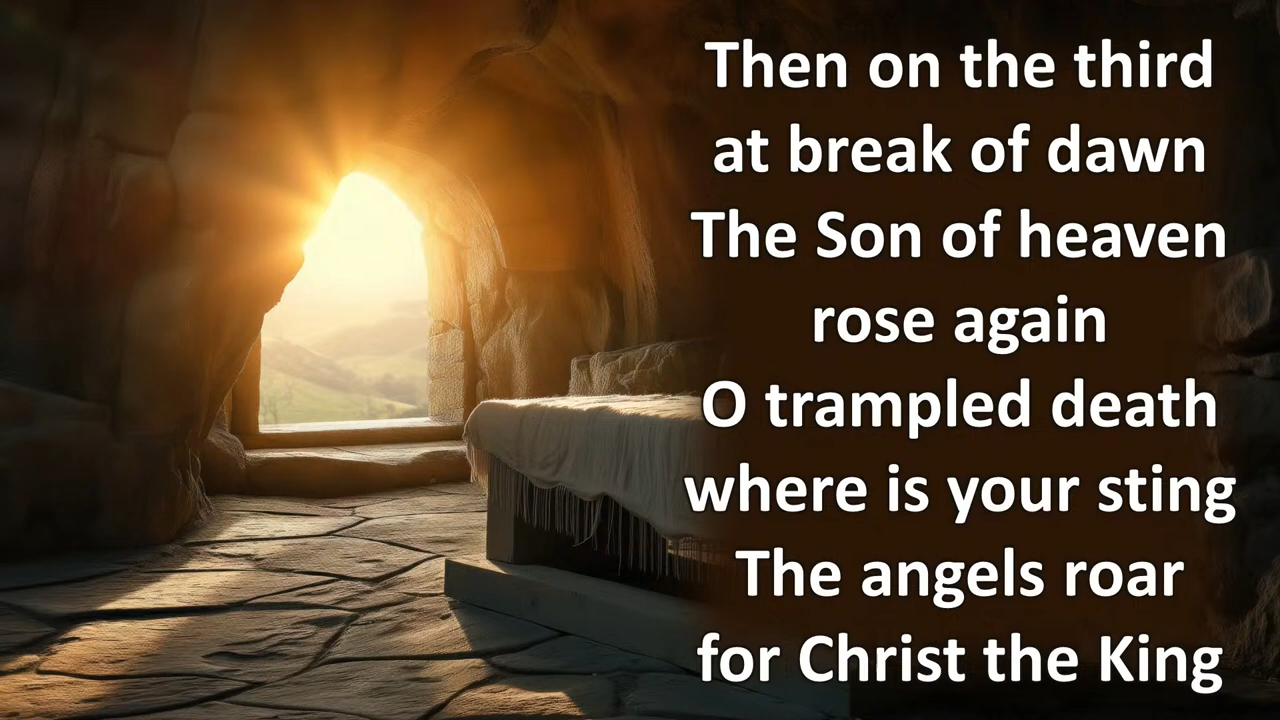 Then on the third
at break of dawn
The Son of heaven
rose again
O trampled death
where is your sting
The angels roar
for Christ the King